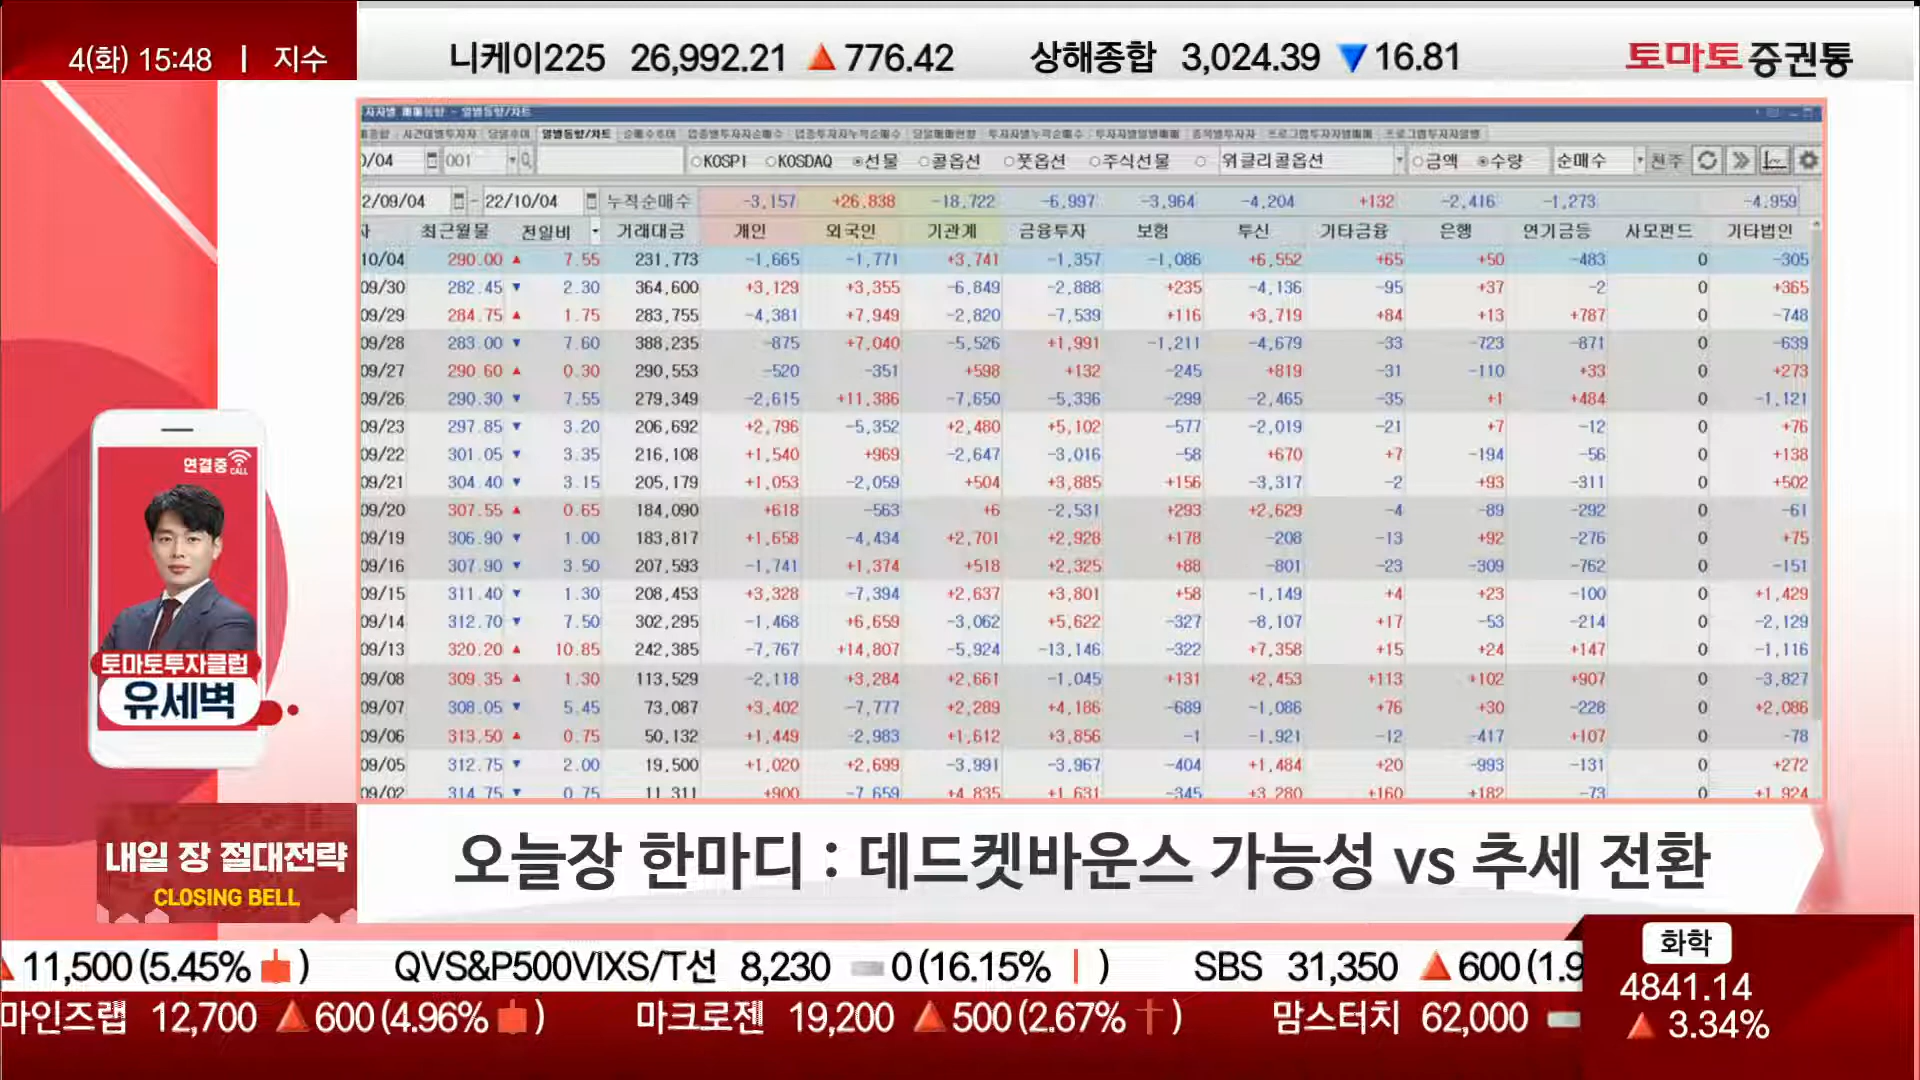 4(화) 15:48 | 지수
니케이225 26,992.21 ▲ 776.42 상해종합 3,024.39 ▼ 16.81
토마토증권통
001 KOSPI KOSDAQ 선물 콜옵션 풋옵션 주식선물 위클리콜옵션 금액 수량 순매수 천주
2/09/04 - 22/10/04 누적순매수 -3,157 +26,838 -18,722 -6,997 -3,964 -4,204 +132 -2,416 -1,273 -4,959
최근월물 전일비 거래대금 개인 외국인 기관계 금융투자 보험 투신 기타금융 은행 연기금등 사모펀드 기타법인
10/04 290.00 ▲ 7.55 231,773 -1,665 -1,771 +3,741 -1,357 -1,086 +6,552 +65 +50 -483 0 -305
09/30 282.45 ▼ 2.30 364,600 +3,129 +3,355 -6,849 -2,888 +235 -4,136 -95 +37 -2 0 +365
09/29 284.75 ▲ 1.75 283,755 -4,381 +7,949 -2,820 -7,539 +116 +3,719 +84 +13 +787 0 -748
09/28 283.00 ▼ 7.60 388,235 -875 +7,040 -5,526 +1,991 -1,211 -4,679 -33 -723 -871 0 -639
09/27 290.60 ▲ 0.30 290,553 -520 -351 +598 +132 -245 +819 -31 -110 +33 0 +273
09/26 290.30 ▼ 7.55 279,349 -2,615 +11,386 -7,650 -5,336 -299 -2,465 -35 +1 +484 0 -1,121
09/23 297.85 ▼ 3.20 206,692 +2,796 -5,352 +2,480 +5,102 -577 -2,019 -21 +7 -12 0 +76
09/22 301.05 ▼ 3.35 216,108 +1,540 +969 -2,647 -3,016 -58 +670 +7 -194 -56 0 +138
09/21 304.40 ▼ 3.15 205,179 +1,053 -2,059 +504 +3,885 +156 -3,317 -2 +93 -311 0 +502
09/20 307.55 ▲ 0.65 184,090 +618 -563 +6 -2,531 +293 +2,629 -4 -89 -292 0 -61
09/19 306.90 ▼ 1.00 183,817 +1,658 -4,434 +2,701 +2,928 +178 -208 -13 +92 -276 0 +75
09/16 307.90 ▼ 3.50 207,593 -1,741 +1,374 +518 +2,325 +88 -801 -23 -309 -762 0 -151
09/15 311.40 ▼ 1.30 208,453 +3,328 -7,394 +2,637 +3,801 +58 -1,149 +4 +23 -100 0 +1,429
09/14 312.70 ▼ 7.50 302,295 -1,468 +6,659 -3,062 +5,622 -327 -8,107 +17 -53 -214 0 -2,129
09/13 320.20 ▲ 10.85 242,385 -7,767 +14,807 -5,924 -13,146 -322 +7,358 +15 +24 +147 0 -1,116
09/08 309.35 ▲ 1.30 113,529 -2,118 +3,284 +2,661 -1,045 +131 +2,453 +113 +102 +907 0 -3,827
09/07 308.05 ▼ 5.45 73,087 +3,402 -7,777 +2,289 +4,186 -689 -1,086 +76 +30 -228 0 +2,086
09/06 313.50 ▲ 0.75 50,132 +1,449 -2,983 +1,612 +3,856 -1 -1,921 -12 -417 +107 0 -78
09/05 312.75 ▼ 2.00 19,500 +1,020 +2,699 -3,991 -3,967 -404 +1,484 +20 -993 -131 0 +272
09/02 314.75 ▼ 0.75 11,311 +900 -7,659 +4,835 +1,631 -345 +3,280 +160 +182 -73 0 +1,924
연결중 CALL
토마토투자클럽
유세벽
내일 장 절대전략
CLOSING BELL
오늘장 한마디 : 데드켓바운스 가능성 vs 추세 전환
▲ 11,500 (5.45% ) QVS&P500VIXS/T선 8,230 0 (16.15% ) SBS 31,350 ▲ 600 (1.9
마인즈랩 12,700 ▲ 600 (4.96% ) 마크로젠 19,200 ▲ 500 (2.67% ) 맘스터치 62,000
화학
4841.14
▲ 3.34%